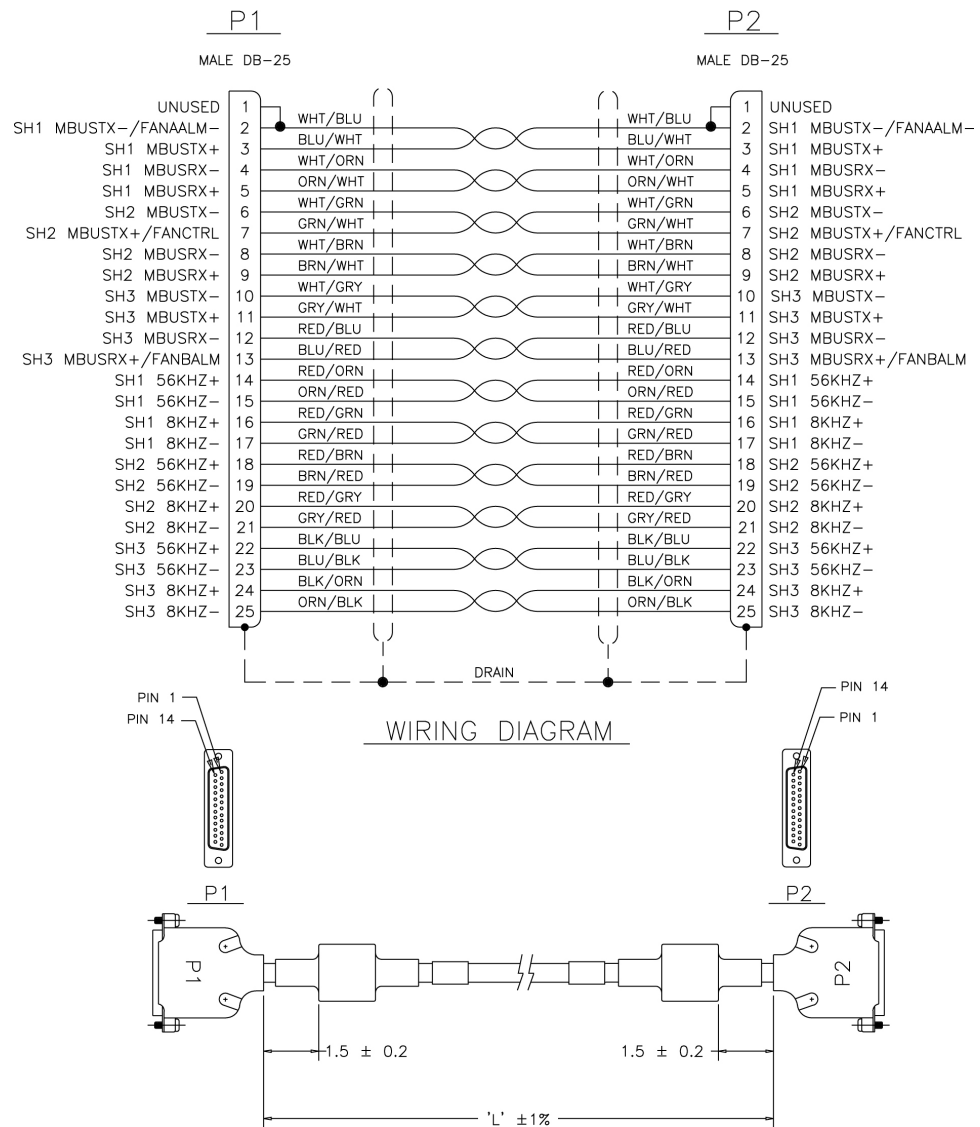 P1 P2
MALE DB-25 MALE DB-25
UNUSED 1 1 UNUSED
SH1 MBUSTX-/FANAALM- 2 WHT/BLU WHT/BLU 2 SH1 MBUSTX-/FANAALM-
SH1 MBUSTX+ 3 BLU/WHT BLU/WHT 3 SH1 MBUSTX+
SH1 MBUSRX- 4 WHT/ORN WHT/ORN 4 SH1 MBUSRX-
SH1 MBUSRX+ 5 ORN/WHT ORN/WHT 5 SH1 MBUSRX+
SH2 MBUSTX- 6 WHT/GRN WHT/GRN 6 SH2 MBUSTX-
SH2 MBUSTX+/FANCTRL 7 GRN/WHT GRN/WHT 7 SH2 MBUSTX+/FANCTRL
SH2 MBUSRX- 8 WHT/BRN WHT/BRN 8 SH2 MBUSRX-
SH2 MBUSRX+ 9 BRN/WHT BRN/WHT 9 SH2 MBUSRX+
SH3 MBUSTX- 10 WHT/GRY WHT/GRY 10 SH3 MBUSTX-
SH3 MBUSTX+ 11 GRY/WHT GRY/WHT 11 SH3 MBUSTX+
SH3 MBUSRX- 12 RED/BLU RED/BLU 12 SH3 MBUSRX-
SH3 MBUSRX+/FANBALM 13 BLU/RED BLU/RED 13 SH3 MBUSRX+/FANBALM
SH1 56KHZ+ 14 RED/ORN RED/ORN 14 SH1 56KHZ+
SH1 56KHZ- 15 ORN/RED ORN/RED 15 SH1 56KHZ-
SH1 8KHZ+ 16 RED/GRN RED/GRN 16 SH1 8KHZ+
SH1 8KHZ- 17 GRN/RED GRN/RED 17 SH1 8KHZ-
SH2 56KHZ+ 18 RED/BRN RED/BRN 18 SH2 56KHZ+
SH2 56KHZ- 19 BRN/RED BRN/RED 19 SH2 56KHZ-
SH2 8KHZ+ 20 RED/GRY RED/GRY 20 SH2 8KHZ+
SH2 8KHZ- 21 GRY/RED GRY/RED 21 SH2 8KHZ-
SH3 56KHZ+ 22 BLK/BLU BLK/BLU 22 SH3 56KHZ+
SH3 56KHZ- 23 BLU/BLK BLU/BLK 23 SH3 56KHZ-
SH3 8KHZ+ 24 BLK/ORN BLK/ORN 24 SH3 8KHZ+
SH3 8KHZ- 25 ORN/BLK ORN/BLK 25 SH3 8KHZ-
DRAIN
WIRING DIAGRAM
PIN 1 PIN 14
PIN 14 PIN 1
P1 P2
P1 P2
1.5 ± 0.2 1.5 ± 0.2
'L' ±1%